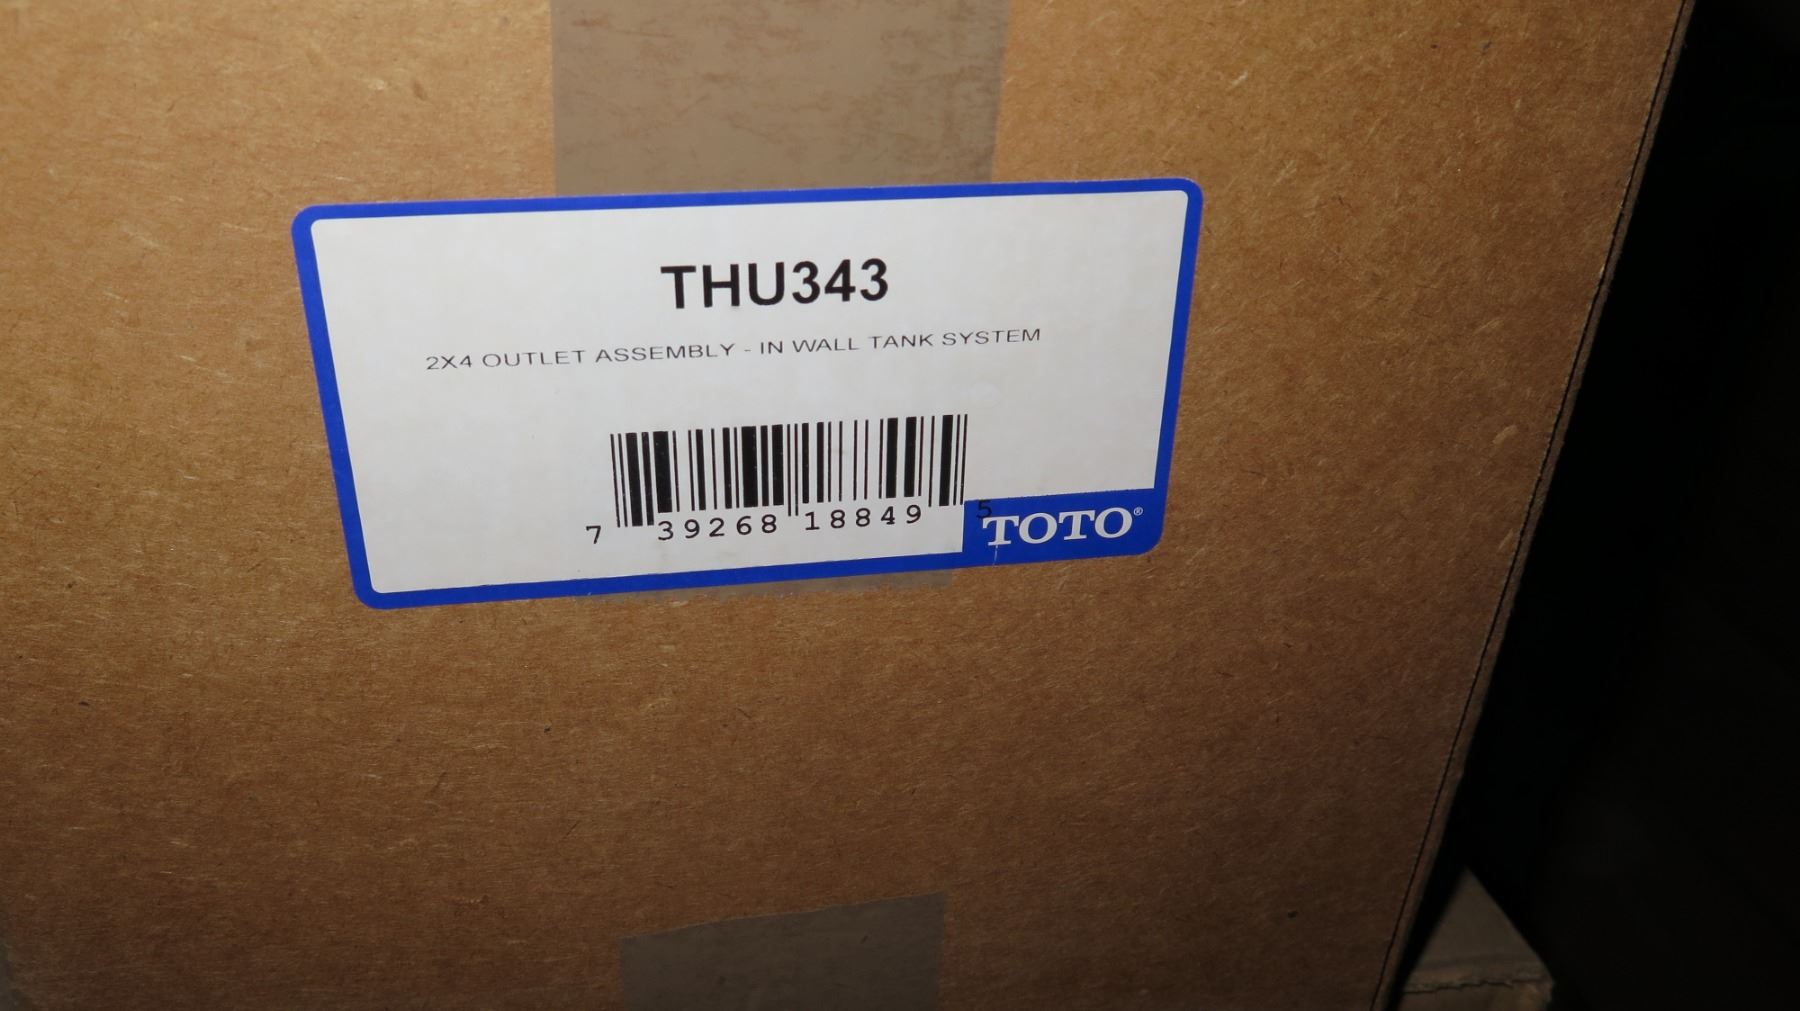 THU343
2X4 OUTLET ASSEMBLY - IN WALL TANK SYSTEM
7 39268 18849 5
TOTO®